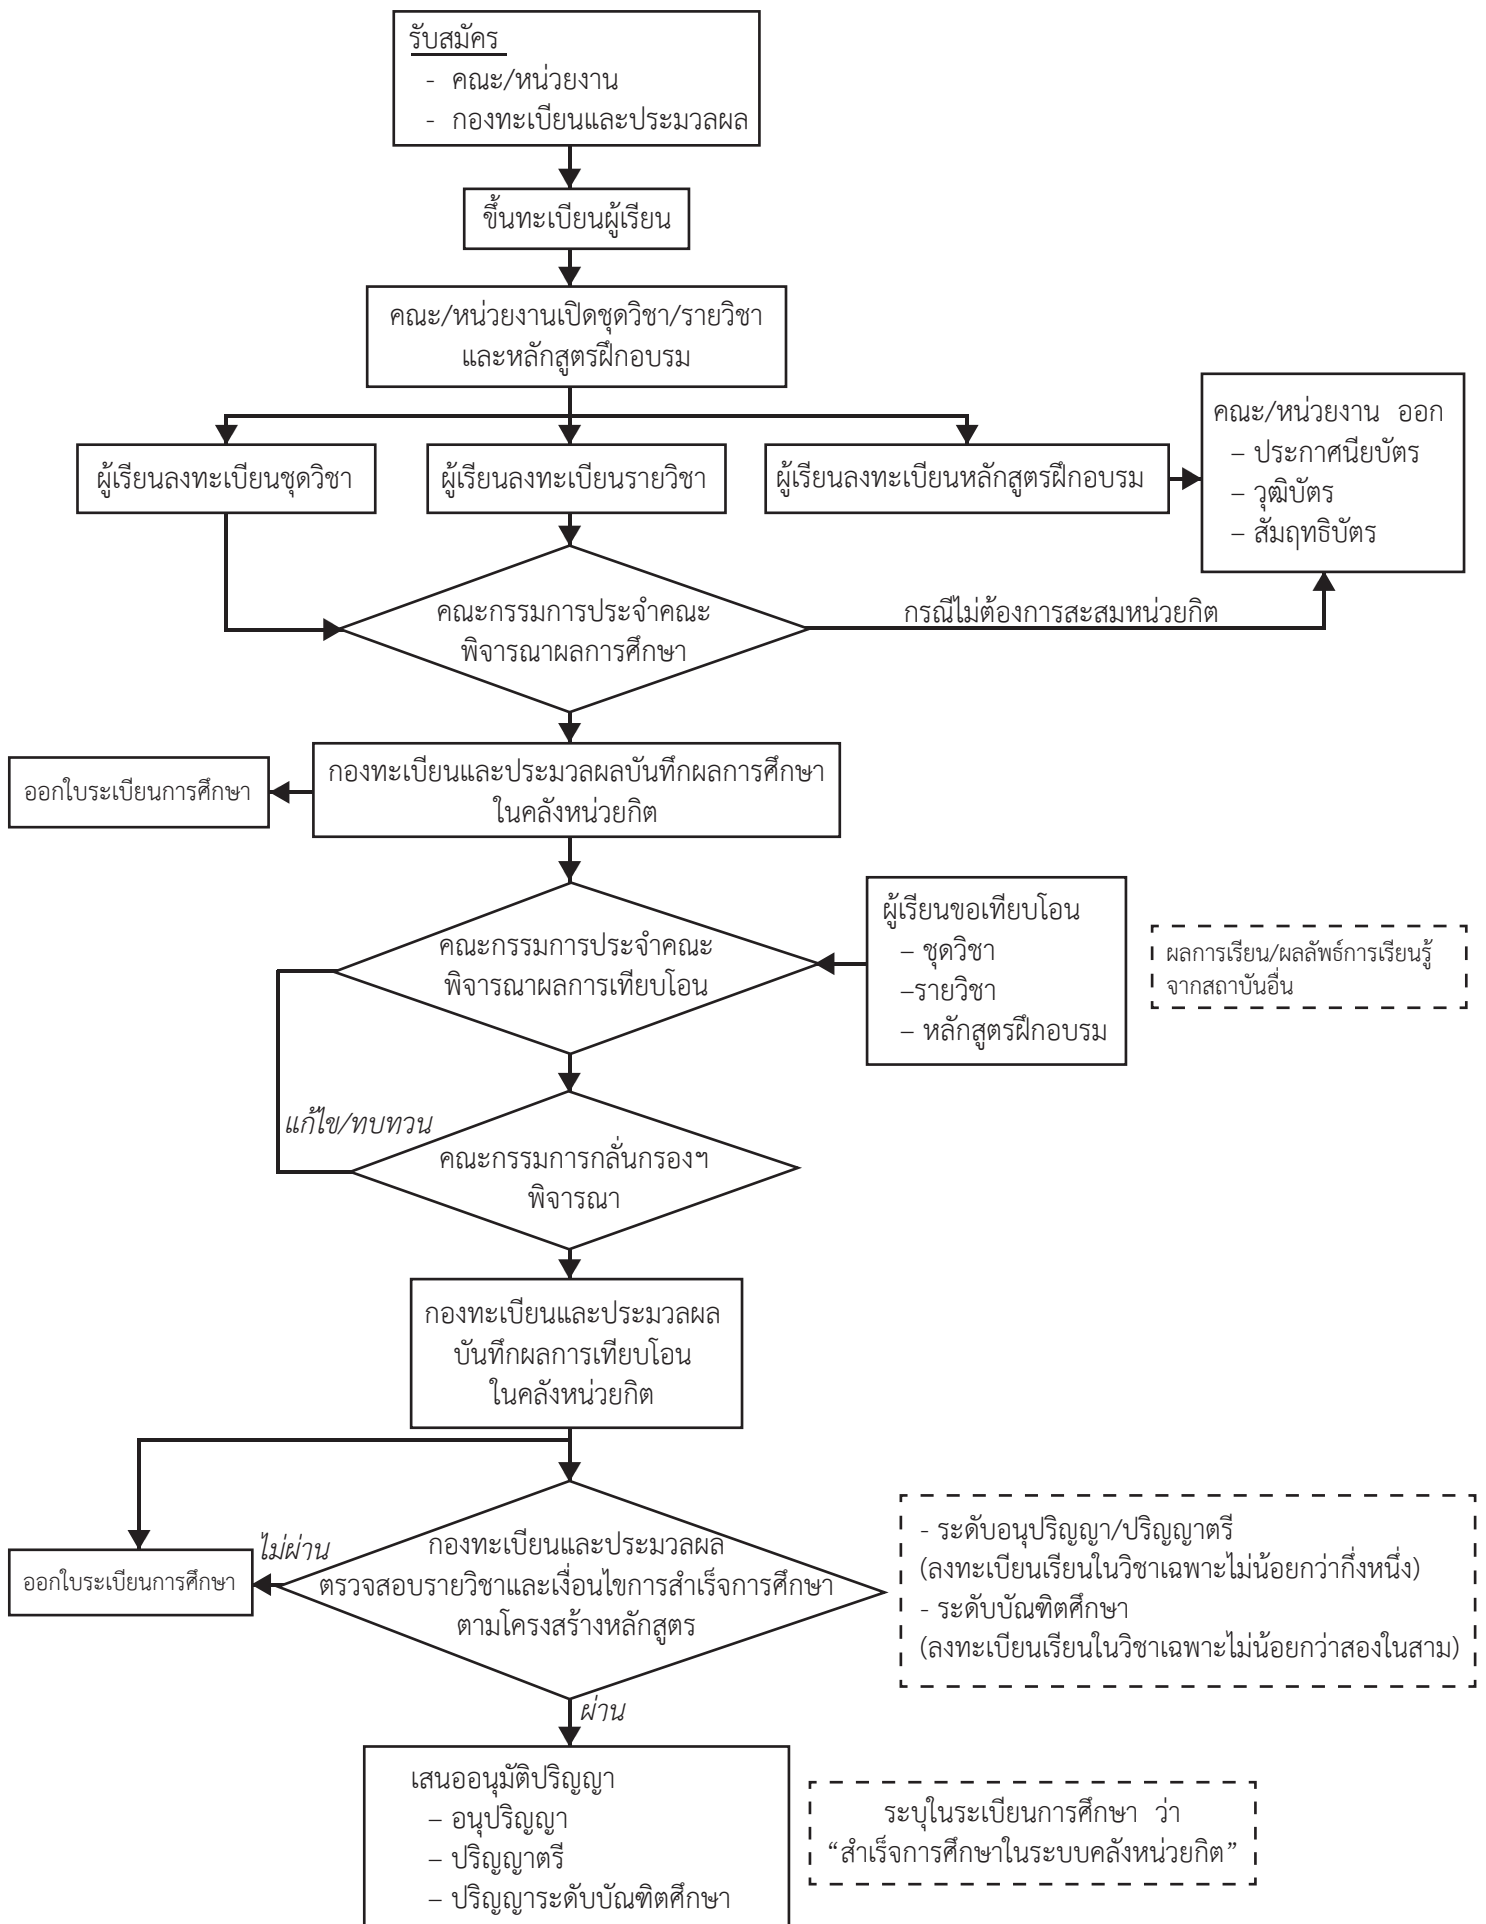 รับสมัคร
- คณะ/หน่วยงาน
- กองทะเบียนและประมวลผล
ขึ้นทะเบียนผู้เรียน
คณะ/หน่วยงานเปิดชุดวิชา/รายวิชา
และหลักสูตรฝึกอบรม
ผู้เรียนลงทะเบียนชุดวิชา
ผู้เรียนลงทะเบียนรายวิชา
ผู้เรียนลงทะเบียนหลักสูตรฝึกอบรม
คณะ/หน่วยงาน ออก
– ประกาศนียบัตร
– วุฒิบัตร
– สัมฤทธิบัตร
คณะกรรมการประจำคณะ
พิจารณาผลการศึกษา
กรณีไม่ต้องการสะสมหน่วยกิต
กองทะเบียนและประมวลผลบันทึกผลการศึกษา
ในคลังหน่วยกิต
ออกใบระเบียนการศึกษา
คณะกรรมการประจำคณะ
พิจารณาผลการเทียบโอน
ผู้เรียนขอเทียบโอน
– ชุดวิชา
–รายวิชา
– หลักสูตรฝึกอบรม
ผลการเรียน/ผลลัพธ์การเรียนรู้
จากสถาบันอื่น
แก้ไข/ทบทวน
คณะกรรมการกลั่นกรองฯ
พิจารณา
กองทะเบียนและประมวลผล
บันทึกผลการเทียบโอน
ในคลังหน่วยกิต
ออกใบระเบียนการศึกษา
ไม่ผ่าน
กองทะเบียนและประมวลผล
ตรวจสอบรายวิชาและเงื่อนไขการสำเร็จการศึกษา
ตามโครงสร้างหลักสูตร
- ระดับอนุปริญญา/ปริญญาตรี
(ลงทะเบียนเรียนในวิชาเฉพาะไม่น้อยกว่ากึ่งหนึ่ง)
- ระดับบัณฑิตศึกษา
(ลงทะเบียนเรียนในวิชาเฉพาะไม่น้อยกว่าสองในสาม)
ผ่าน
เสนออนุมัติปริญญา
– อนุปริญญา
– ปริญญาตรี
– ปริญญาระดับบัณฑิตศึกษา
ระบุในระเบียนการศึกษา ว่า
“สำเร็จการศึกษาในระบบคลังหน่วยกิต”